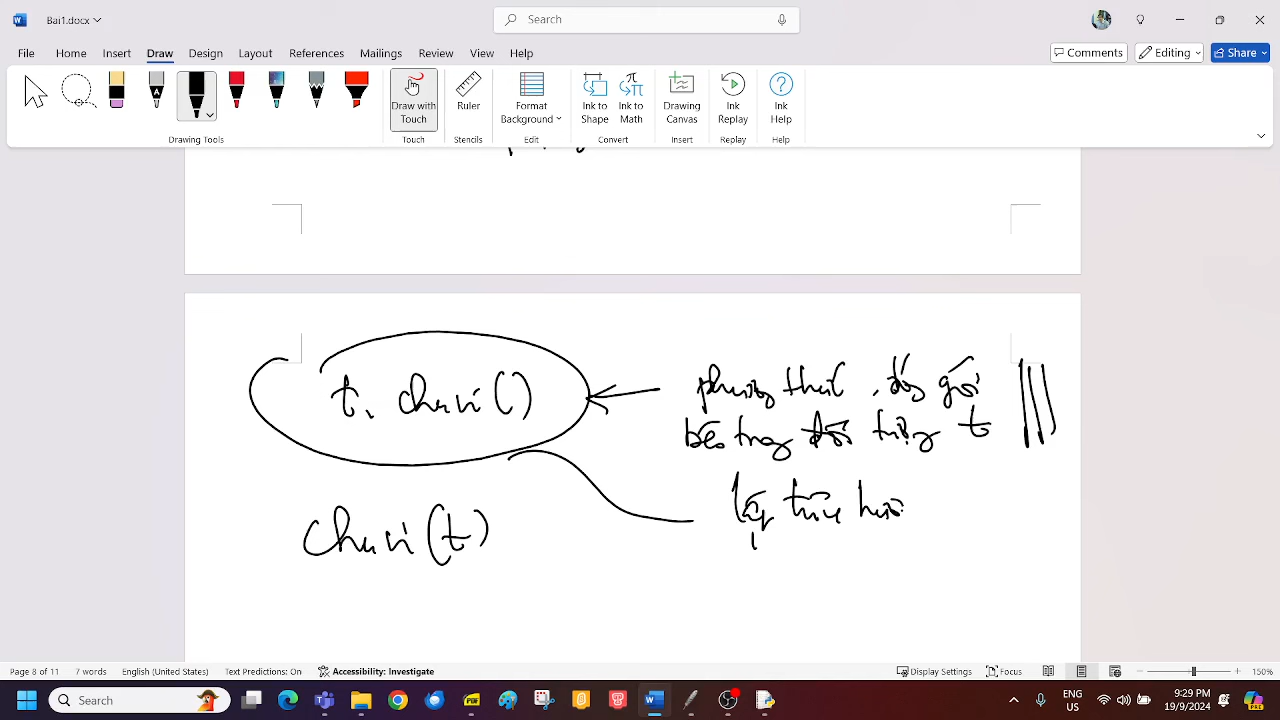 Bai1.docx
Search
File Home Insert Draw Design Layout References Mailings Review View Help
Comments Editing Share
Draw with Touch
Ruler
Format Background
Ink to Shape
Ink to Math
Drawing Canvas
Ink Replay
Ink Help
Drawing Tools Touch Stencils Edit Convert Insert Replay Help
t. chuvi() phương thức, đóng gói
bên trong đối tượng t
lập trình hướ
chuvi(t)
Page 8 of 11 7 words English (United States) Text Predictions: On Accessibility: Investigate Display Settings Focus 150%
Search ENG US 9:29 PM 19/9/2024